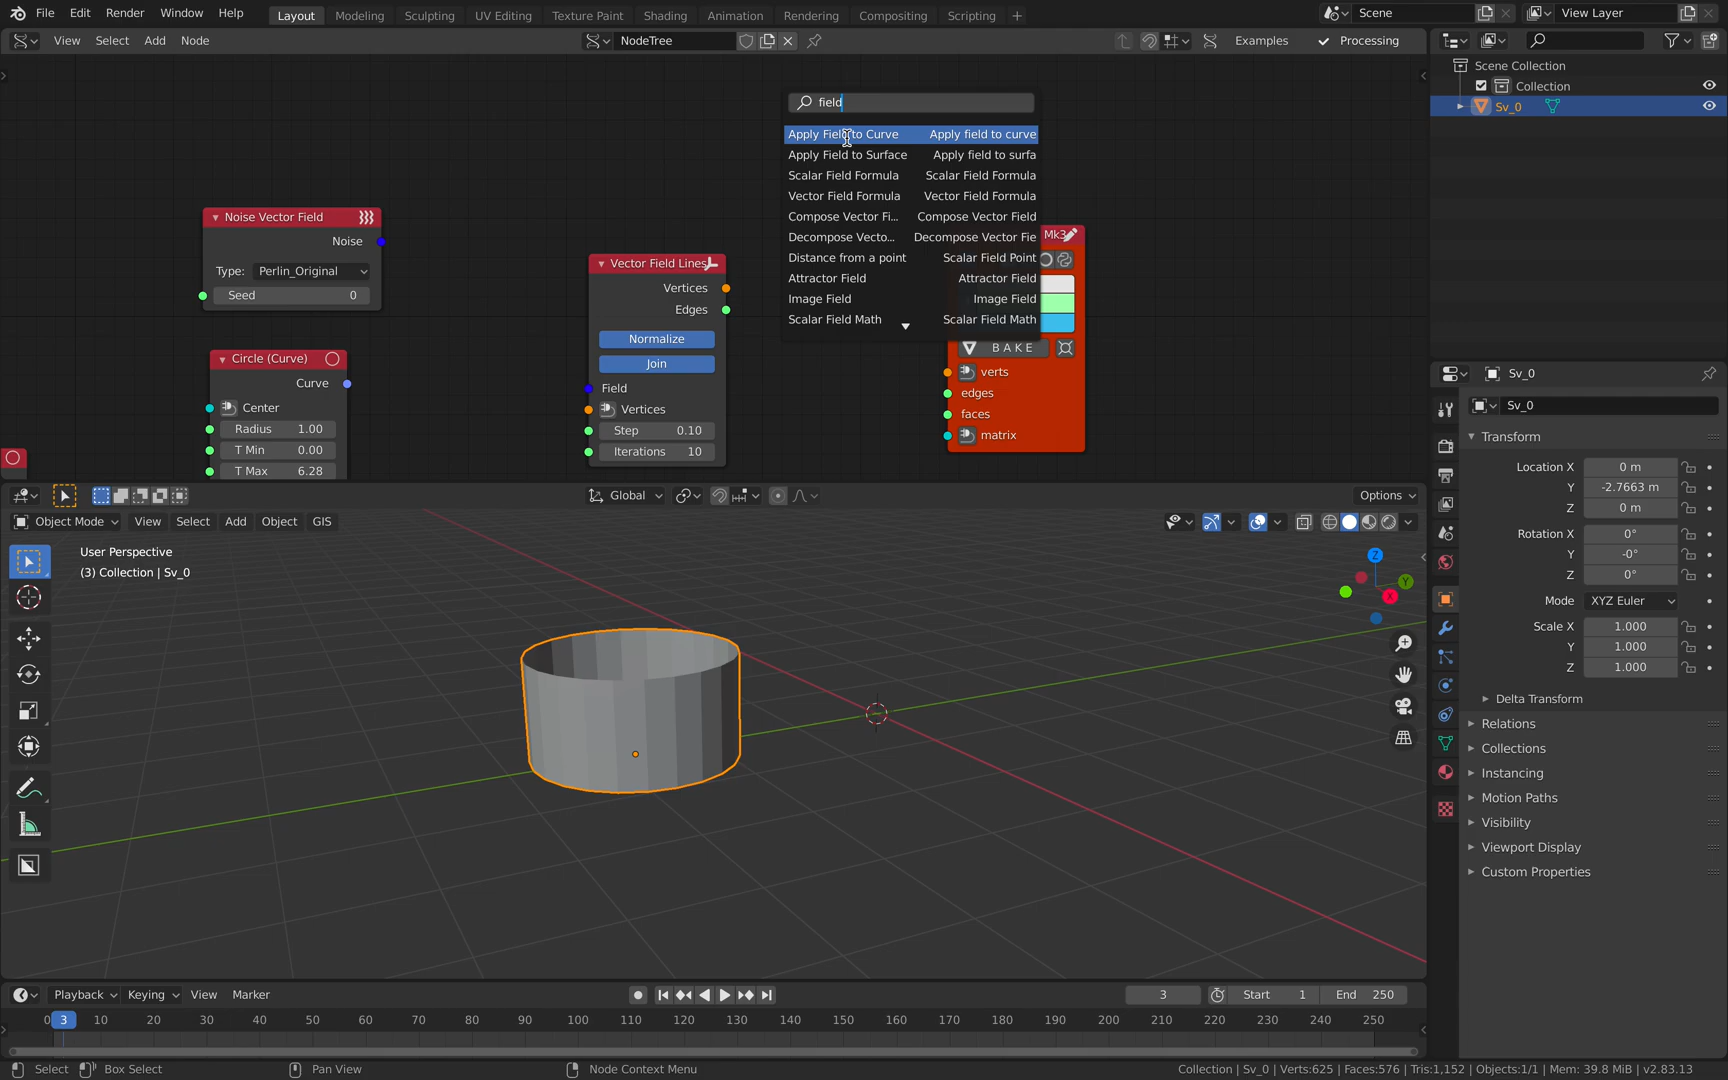 File Edit Render Window Help Layout Modeling Sculpting UV Editing Texture Paint Shading Animation Rendering Compositing Scripting + Scene View Layer
View Select Add Node NodeTree Examples Processing
Scene Collection
Collection
Sv_0
field
Apply Field to Curve Apply field to curve
Apply Field to Surface Apply field to surfa
Scalar Field Formula Scalar Field Formula
Vector Field Formula Vector Field Formula
Compose Vector Fi... Compose Vector Field
Decompose Vecto... Decompose Vector Fie
Distance from a point Scalar Field Point
Attractor Field Attractor Field
Image Field Image Field
Scalar Field Math Scalar Field Math
Noise Vector Field
Noise
Type: Perlin_Original
Seed 0
Circle (Curve)
Curve
Center
Radius 1.00
T Min 0.00
T Max 6.28
Vector Field Lines
Vertices
Edges
Normalize
Join
Field
Vertices
Step 0.10
Iterations 10
Mk3
BAKE
verts
edges
faces
matrix
Global Options
Object Mode View Select Add Object GIS
User Perspective
(3) Collection | Sv_0
Z
Y
X
Sv_0
Sv_0
Transform
Location X 0 m
Y -2.7663 m
Z 0 m
Rotation X 0°
Y -0°
Z 0°
Mode XYZ Euler
Scale X 1.000
Y 1.000
Z 1.000
Delta Transform
Relations
Collections
Instancing
Motion Paths
Visibility
Viewport Display
Custom Properties
Playback Keying View Marker 3 Start 1 End 250
0 3 10 20 30 40 50 60 70 80 90 100 110 120 130 140 150 160 170 180 190 200 210 220 230 240 250
Select Box Select Pan View Node Context Menu Collection | Sv_0 | Verts:625 | Faces:576 | Tris:1,152 | Objects:1/1 | Mem: 39.8 MiB | v2.83.13